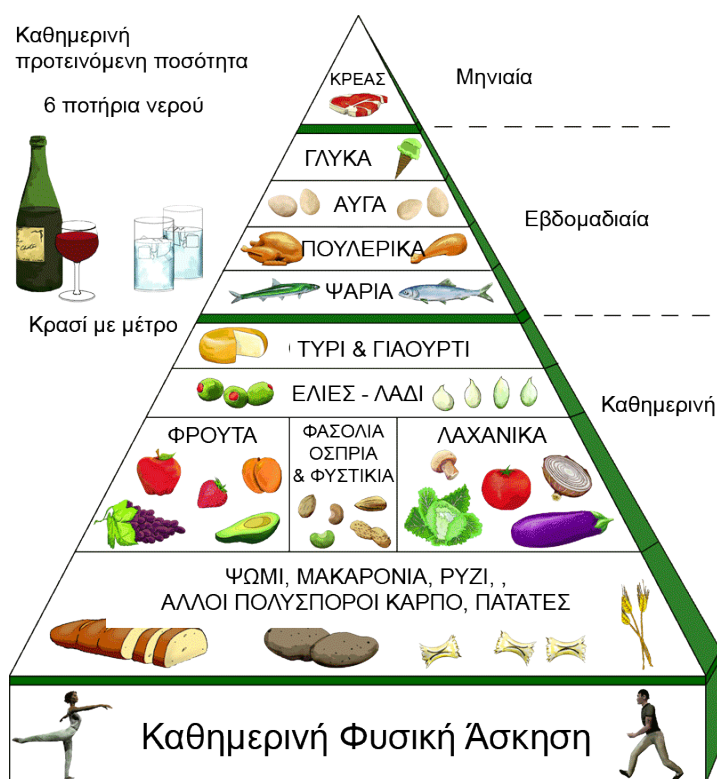 Καθημερινή
προτεινόμενη ποσότητα
6 ποτήρια νερού
Κρασί με μέτρο
ΚΡΕΑΣ
Μηνιαία
ΓΛΥΚΑ
ΑΥΓΑ
ΠΟΥΛΕΡΙΚΑ
ΨΑΡΙΑ
Εβδομαδιαία
ΤΥΡΙ & ΓΙΑΟΥΡΤΙ
ΕΛΙΕΣ - ΛΑΔΙ
Καθημερινή
ΦΡΟΥΤΑ
ΦΑΣΟΛΙΑ
ΟΣΠΡΙΑ
& ΦΥΣΤΙΚΙΑ
ΛΑΧΑΝΙΚΑ
ΨΩΜΙ, ΜΑΚΑΡΟΝΙΑ, ΡΥΖΙ, ,
ΑΛΛΟΙ ΠΟΛΥΣΠΟΡΟΙ ΚΑΡΠΟ, ΠΑΤΑΤΕΣ
Καθημερινή Φυσική Άσκηση